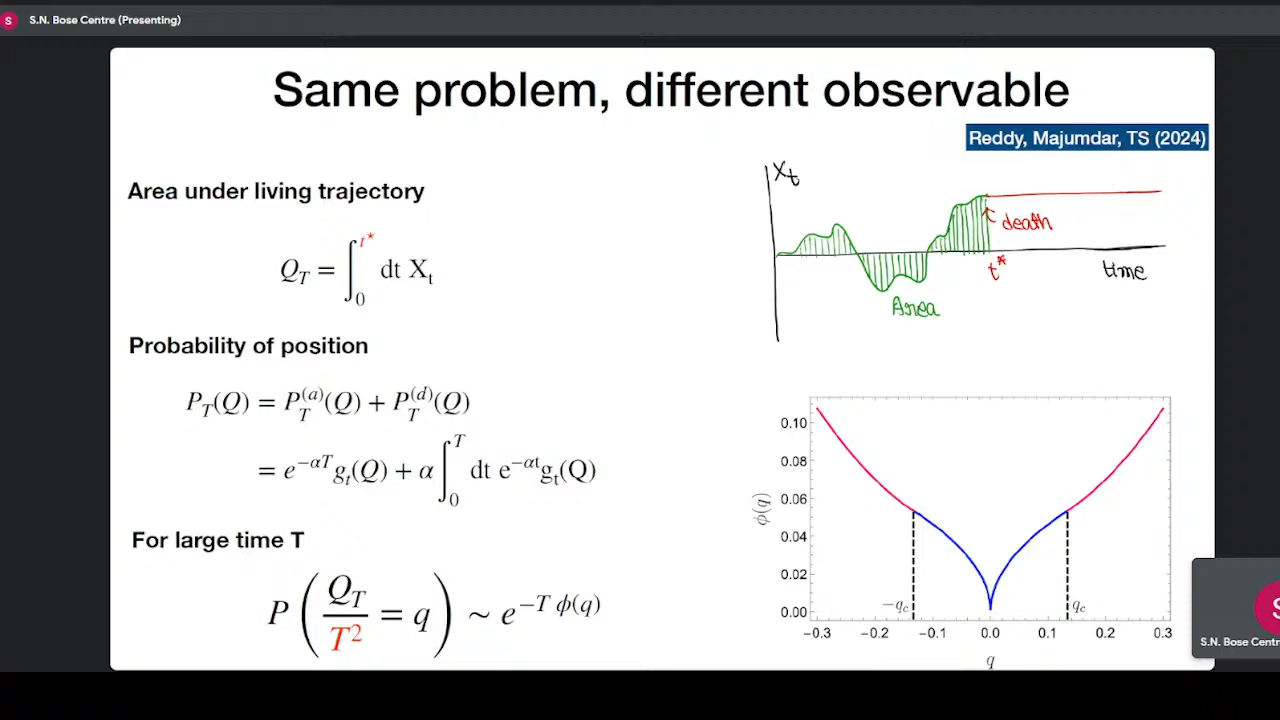 S S.N. Bose Centre (Presenting)
Same problem, different observable
Reddy, Majumdar, TS (2024)
Area under living trajectory
Q_T = ∫_0^{t*} dt X_t
Probability of position
P_T(Q) = P_T^{(a)}(Q) + P_T^{(d)}(Q)
= e^{−αT} g_t(Q) + α ∫_0^T dt e^{−αt} g_t(Q)
For large time T
P(Q_T/T^2 = q) ~ e^{−T ϕ(q)}
X_t
death
t*
time
Area
0.10
0.08
0.06
0.04
0.02
0.00
ϕ(q)
−q_c
q_c
−0.3 −0.2 −0.1 0.0 0.1 0.2 0.3
q
S
S.N. Bose Centr